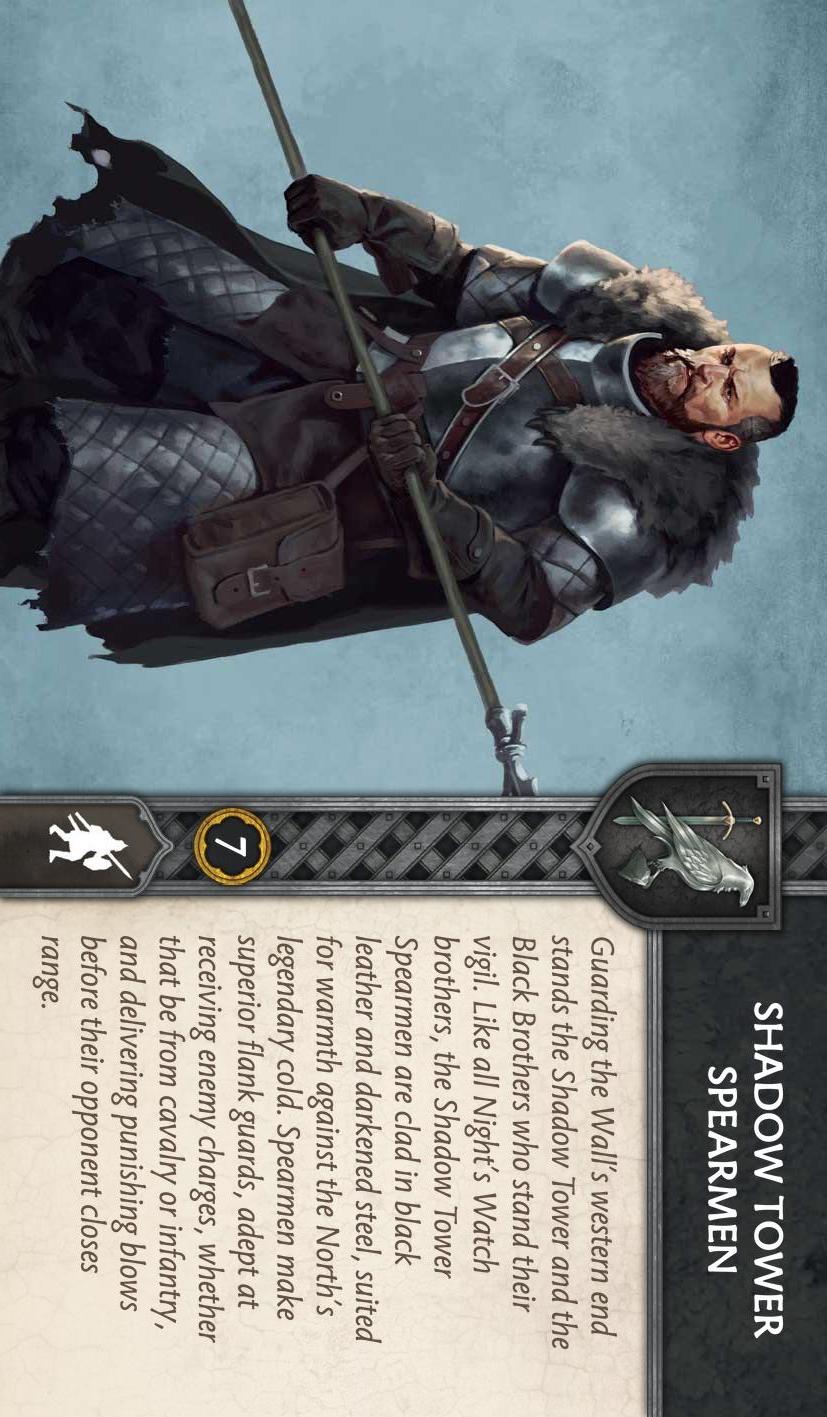 SHADOW TOWER
SPEARMEN
Guarding the Wall's western end
stands the Shadow Tower and the
Black Brothers who stand their
vigil. Like all Night's Watch
brothers, the Shadow Tower
Spearmen are clad in black
leather and darkened steel, suited
for warmth against the North's
legendary cold. Spearmen make
superior flank guards, adept at
receiving enemy charges, whether
that be from cavalry or infantry,
and delivering punishing blows
before their opponent closes
range.
7